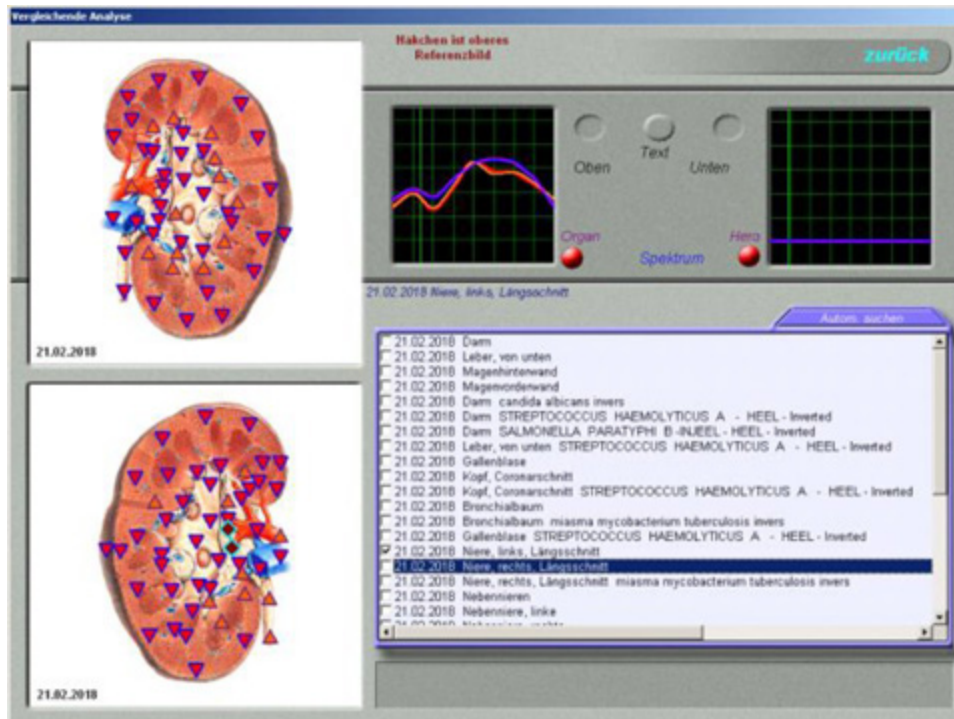 Vergleichende Analyse
Häkchen ist oberes
Referenzbild
zurück
Oben
Text
Unten
Organ
Hero
Spektrum
21.02.2018 Niere, links, Längsschnitt
Autom. suchen
21.02.2018
21.02.2018 Darm
21.02.2018 Leber, von unten
21.02.2018 Magenhinterwand
21.02.2018 Magenvorderwand
21.02.2018 Darm candida albicans invers
21.02.2018 Darm STREPTOCOCCUS HAEMOLYTICUS A - HEEL - Inverted
21.02.2018 Darm SALMONELLA PARATYPHI B -INJEEL - HEEL - Inverted
21.02.2018 Leber, von unten STREPTOCOCCUS HAEMOLYTICUS A - HEEL - Inverted
21.02.2018 Gallenblase
21.02.2018 Kopf, Coronarschnitt
21.02.2018 Kopf, Coronarschnitt STREPTOCOCCUS HAEMOLYTICUS A - HEEL - Inverted
21.02.2018 Bronchialbaum
21.02.2018 Bronchialbaum miasma mycobacterium tuberculosis invers
21.02.2018 Gallenblase STREPTOCOCCUS HAEMOLYTICUS A - HEEL - Inverted
21.02.2018 Niere, links, Längsschnitt
21.02.2018 Niere, rechts, Längsschnitt
21.02.2018 Niere, rechts, Längsschnitt miasma mycobacterium tuberculosis invers
21.02.2018 Nebennieren
21.02.2018 Nebenniere, linke
21.02.2018